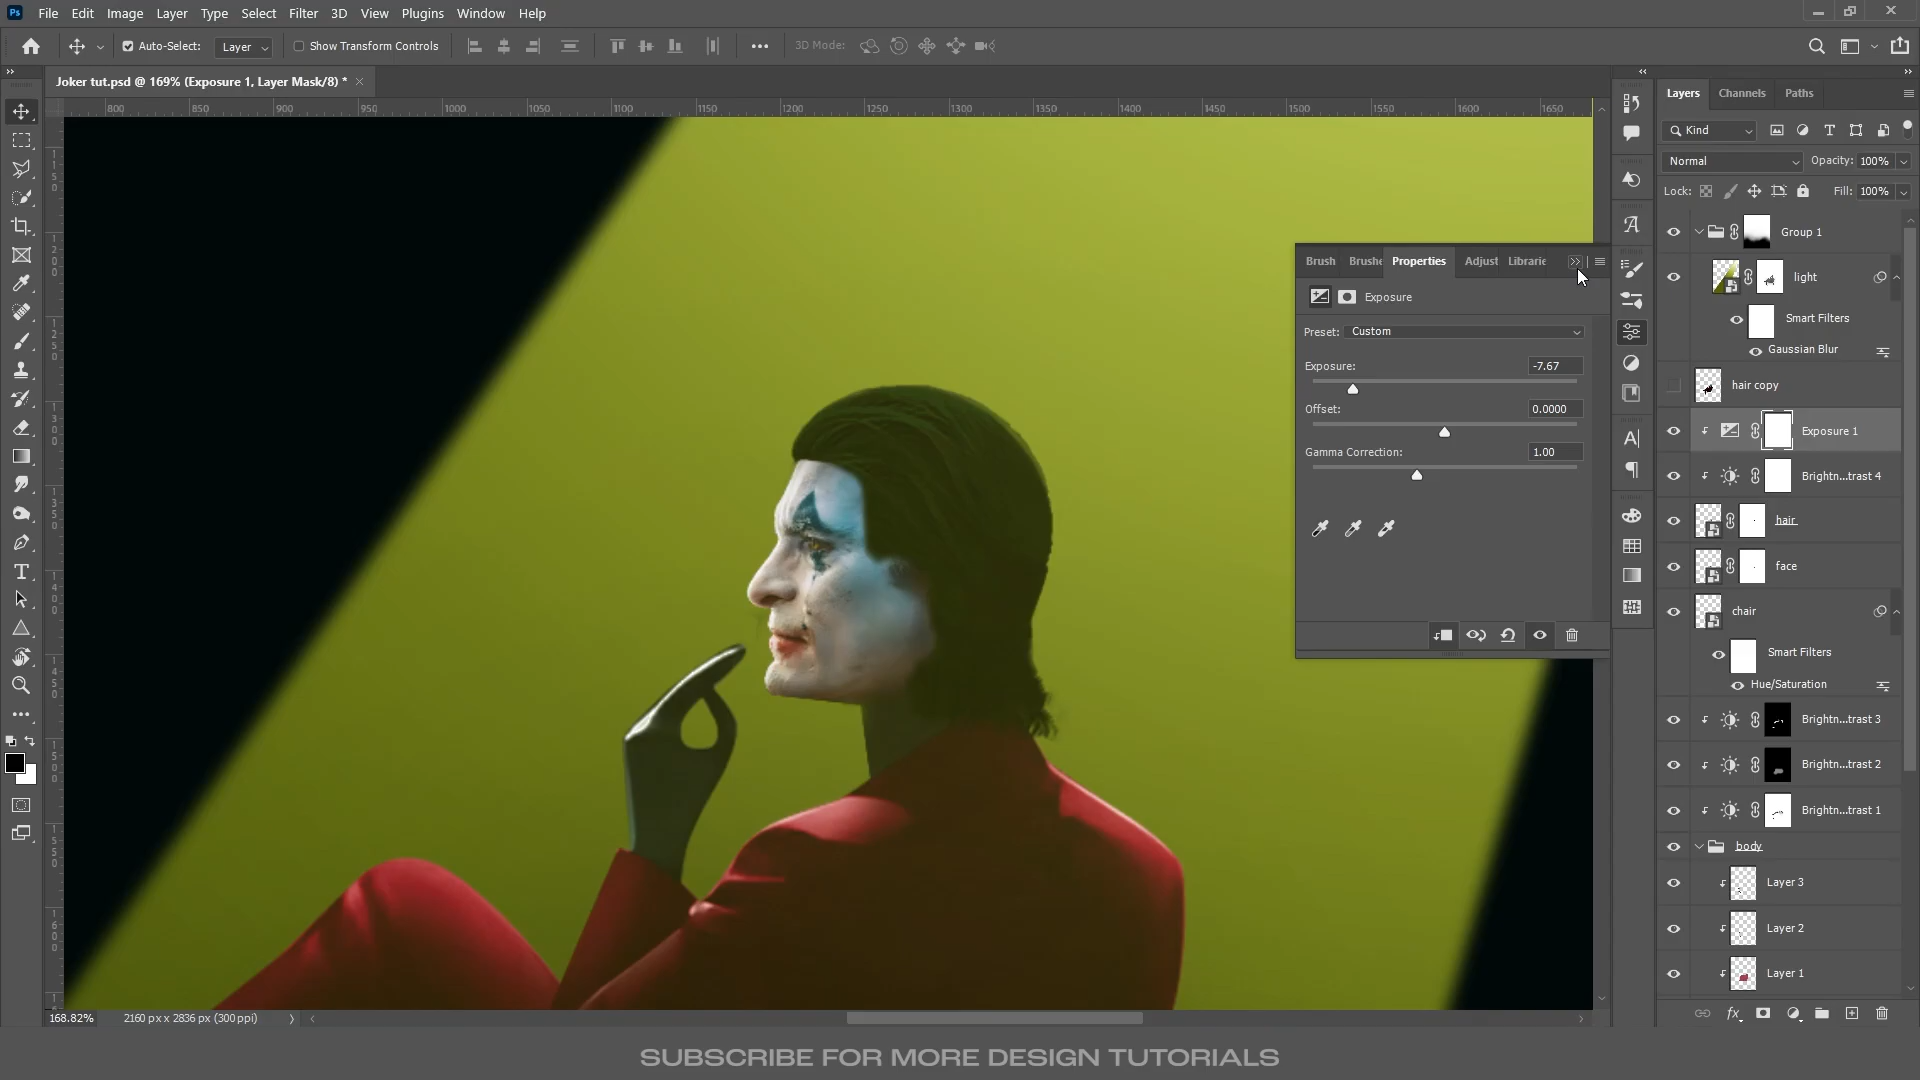 Ps File Edit Image Layer Type Select Filter 3D View Plugins Window Help
Auto-Select: Layer Show Transform Controls 3D Mode:
Joker tut.psd @ 169% (Exposure 1, Layer Mask/8) *
800 850 900 950 1000 1050 1100 1150 1200 1250 1300 1350 1400 1450 1500 1550 1600 1650
Layers Channels Paths
Kind
Normal Opacity: 100%
Lock: Fill: 100%
Group 1
light
Smart Filters
Gaussian Blur
hair copy
Exposure 1
Brightn...trast 4
hair
face
chair
Smart Filters
Hue/Saturation
Brightn...trast 3
Brightn...trast 2
Brightn...trast 1
body
Layer 3
Layer 2
Layer 1
Brush Brushe Properties Adjust Librarie
Exposure
Preset: Custom
Exposure: -7.67
Offset: 0.0000
Gamma Correction: 1.00
168.82% 2160 px x 2836 px (300 ppi)
SUBSCRIBE FOR MORE DESIGN TUTORIALS